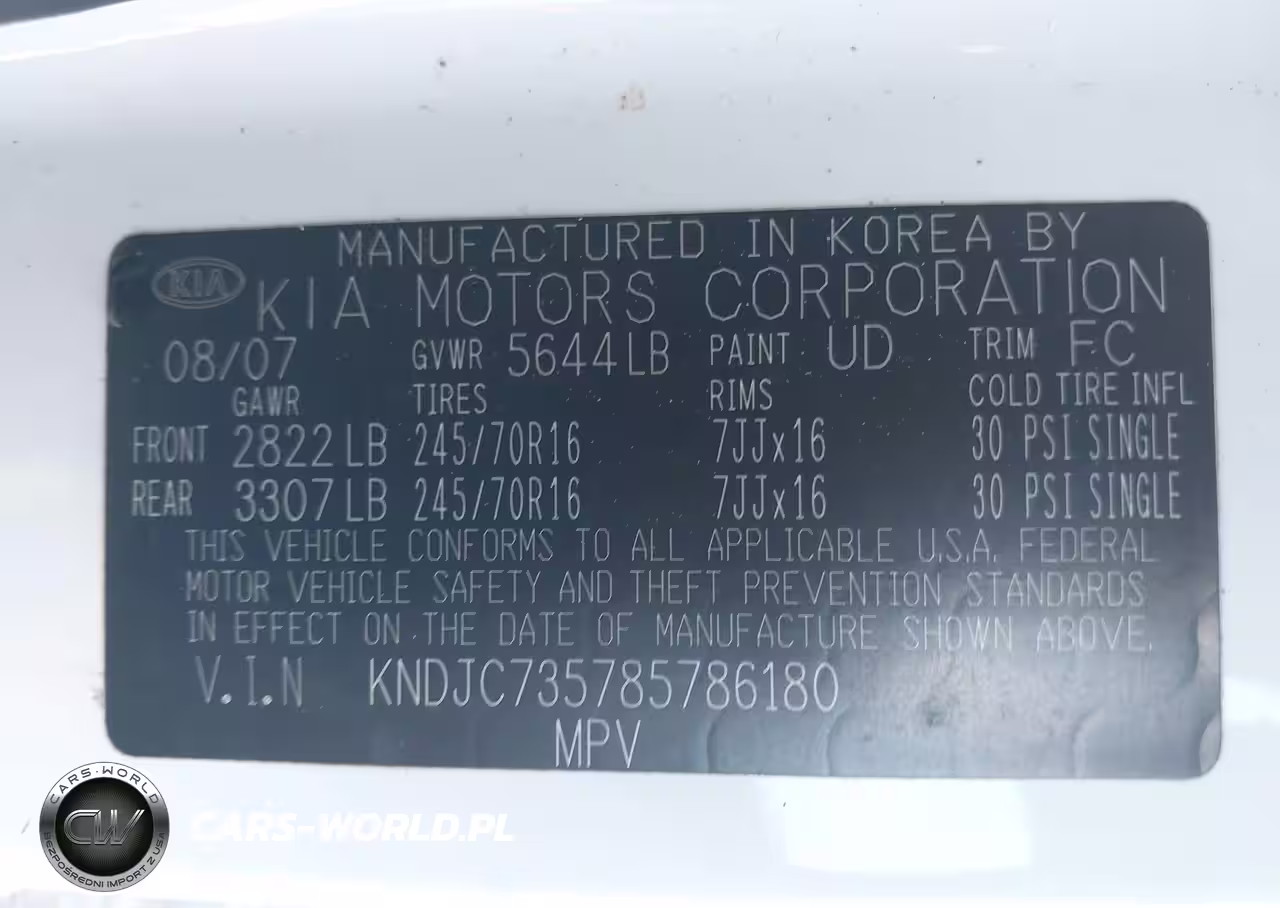 MANUFACTURED IN KOREA BY
KIA KIA MOTORS CORPORATION
08/07 GVWR 5644LB PAINT UD TRIM FC
GAWR TIRES RIMS COLD TIRE INFL
FRONT 2822LB 245/70R16 7JJx16 30 PSI SINGLE
REAR 3307LB 245/70R16 7JJx16 30 PSI SINGLE
THIS VEHICLE CONFORMS TO ALL APPLICABLE U.S.A. FEDERAL
MOTOR VEHICLE SAFETY AND THEFT PREVENTION STANDARDS
IN EFFECT ON THE DATE OF MANUFACTURE SHOWN ABOVE.
V.I.N KNDJC735785786180
MPV
CARS-WORLD
CW
BEZPOŚREDNI IMPORT Z USA
CARS-WORLD.PL